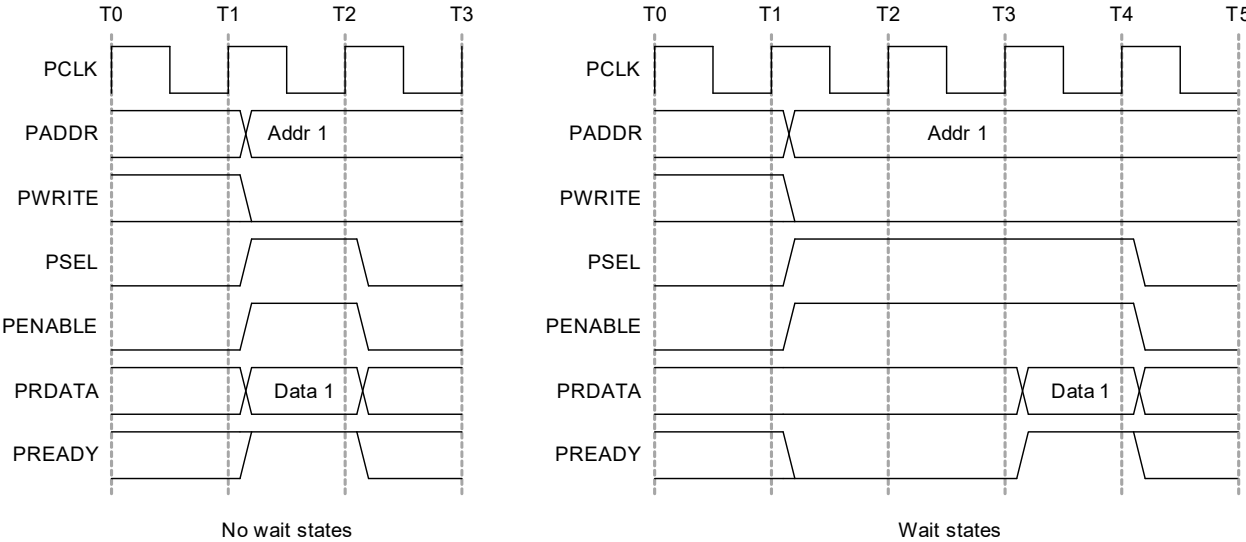 T0 T1 T2 T3
PCLK
PADDR Addr 1
PWRITE
PSEL
PENABLE
PRDATA Data 1
PREADY
No wait states
T0 T1 T2 T3 T4 T5
PCLK
PADDR Addr 1
PWRITE
PSEL
PENABLE
PRDATA Data 1
PREADY
Wait states